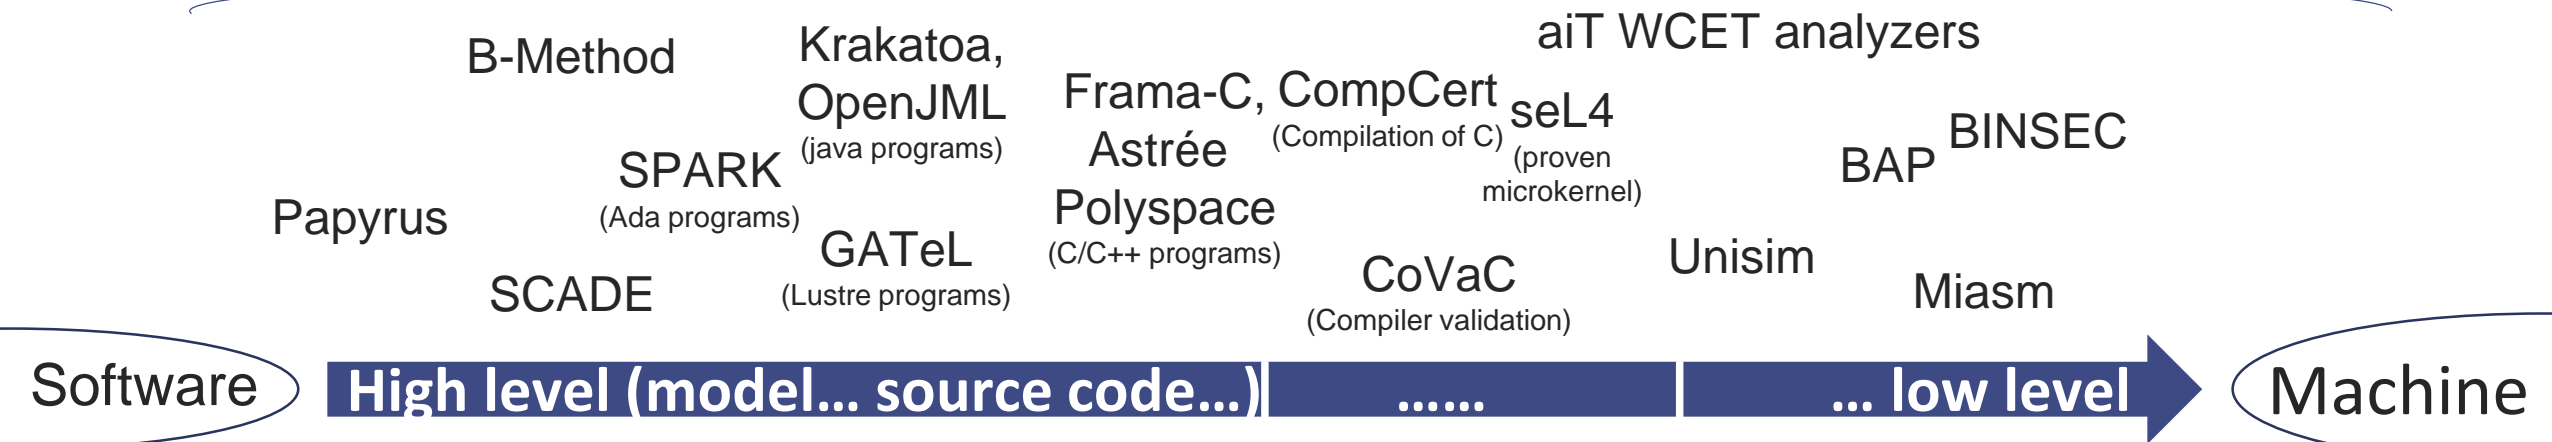 aiT WCET analyzers
B-Method
Krakatoa,
OpenJML
(java programs)
Frama-C,
Astrée
Polyspace
(C/C++ programs)
CompCert
(Compilation of C)
seL4
(proven
microkernel)
BAP
BINSEC
SPARK
(Ada programs)
Papyrus
GATeL
(Lustre programs)
SCADE
CoVaC
(Compiler validation)
Unisim
Miasm
Software
High level (model... source code...)
......
... low level
Machine